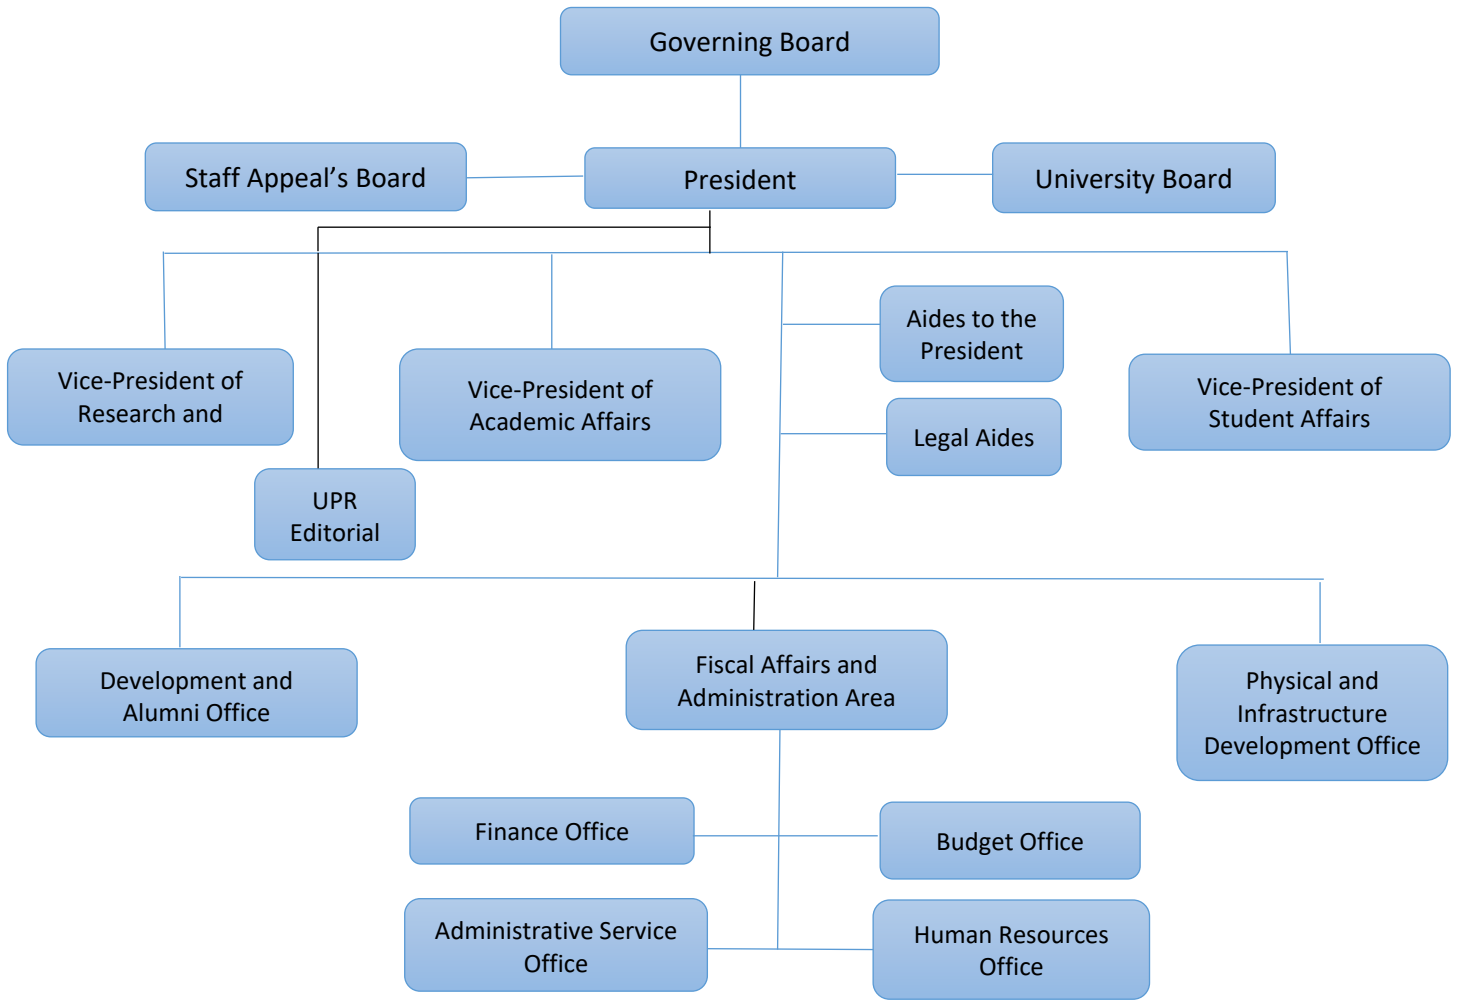 Governing Board
Staff Appeal’s Board
President
University Board
Aides to the
President
Vice-President of
Research and
Vice-President of
Academic Affairs
Vice-President of
Student Affairs
Legal Aides
UPR
Editorial
Development and
Alumni Office
Fiscal Affairs and
Administration Area
Physical and
Infrastructure
Development Office
Finance Office
Budget Office
Administrative Service
Office
Human Resources
Office